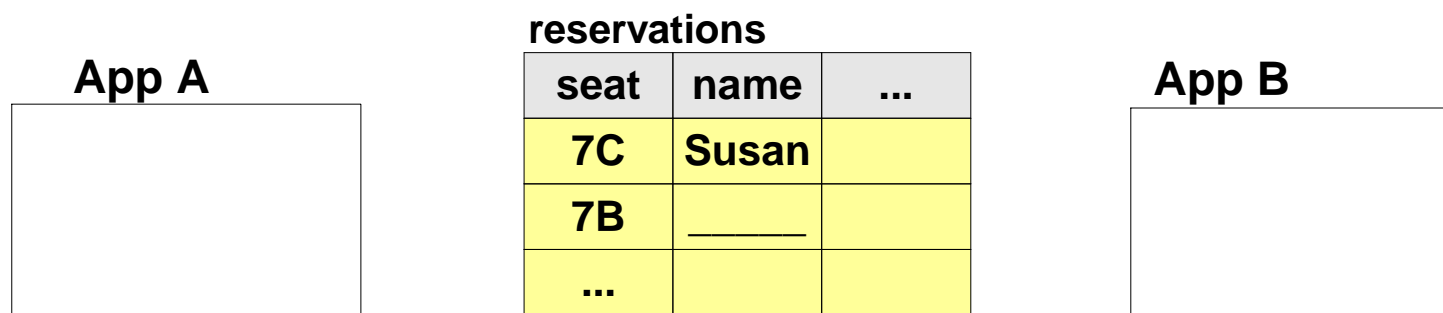 App A
reservations
seat name ...
7C Susan
7B _____
...
App B